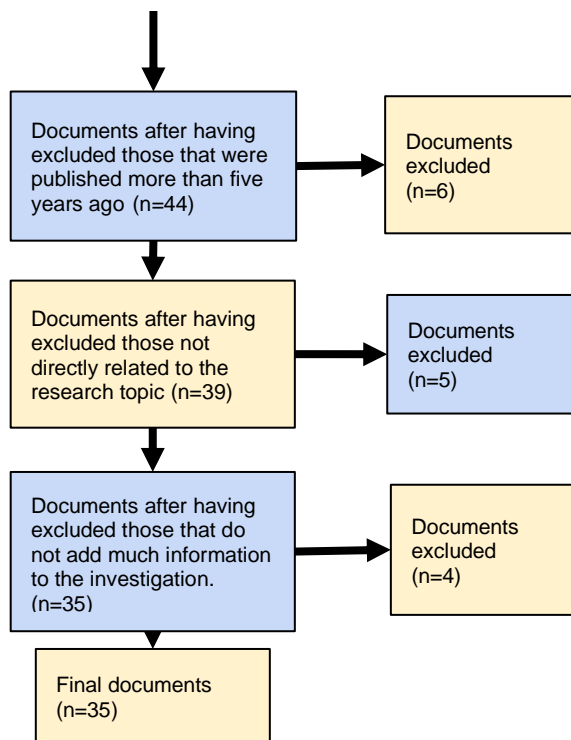 Documents after having
excluded those that were
published more than five
years ago (n=44)
Documents
excluded
(n=6)
Documents after having
excluded those not
directly related to the
research topic (n=39)
Documents
excluded
(n=5)
Documents after having
excluded those that do
not add much information
to the investigation.
(n=35)
Documents
excluded
(n=4)
Final documents
(n=35)